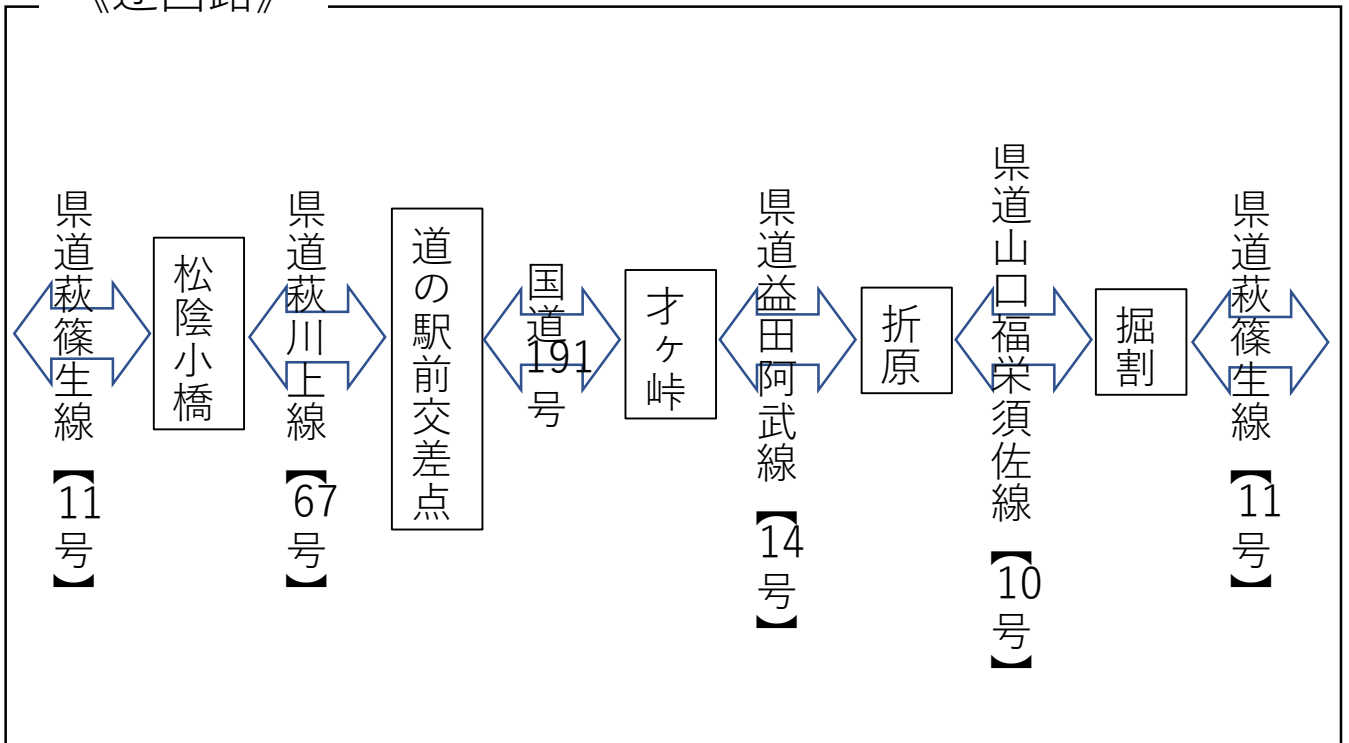 《迂回路》
県道萩篠生線【11号】
松陰小橋
県道萩川上線【67号】
道の駅前交差点
国道191号
才ヶ峠
県道益田阿武線【14号】
折原
県道山口福栄須佐線【10号】
掘割
県道萩篠生線【11号】